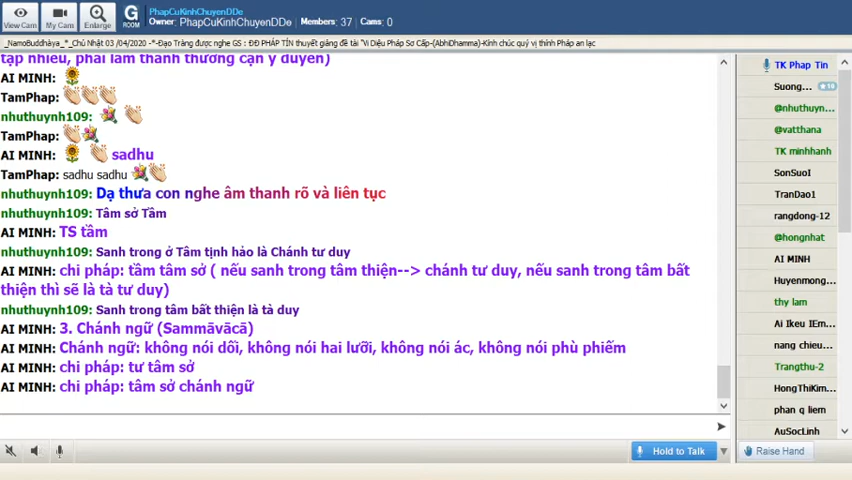 View Cam
My Cam
Enlarge
G
ROOM
PhapCuKinhChuyenDDe
Owner: PhapCuKinhChuyenDDe Members: 37 Cams: 0
_NamoBuddhàya_*_Chủ Nhật 03 /04/2020 -*-Đạo Tràng được nghe GS : ĐĐ PHÁP TÍN thuyết giảng đề tài "Vi Diệu Pháp Sơ Cấp-(AbhiDhamma)-Kính chúc quý vị thính Pháp an lạc
tập nhiều, phải làm thành thường cận y duyên)
AI MINH:
TamPhap:
nhuthuynh109:
TamPhap:
AI MINH: sadhu
TamPhap: sadhu sadhu
nhuthuynh109: Dạ thưa con nghe âm thanh rõ và liên tục
nhuthuynh109: Tâm sở Tầm
AI MINH: TS tầm
nhuthuynh109: Sanh trong ở Tâm tịnh hảo là Chánh tư duy
AI MINH: chi pháp: tầm tâm sở ( nếu sanh trong tâm thiện--> chánh tư duy, nếu sanh trong tâm bất
thiện thì sẽ là tà tư duy)
nhuthuynh109: Sanh trong tâm bất thiện là tà duy
AI MINH: 3. Chánh ngữ (Sammāvācā)
AI MINH: Chánh ngữ: không nói dối, không nói hai lưỡi, không nói ác, không nói phù phiếm
AI MINH: chi pháp: tư tâm sở
AI MINH: chi pháp: tâm sở chánh ngữ
Hold to Talk
TK Phap Tin
Suong... 10
@nhuthuyn...
@vatthana
TK minhhanh
SonSuoI
TranDao1
rangdong-12
@hongnhat
AI MINH
Huyenmong...
thy lam
Ai Ikeu IEm...
nang chieu...
Trangthu-2
HongThiKim...
phan q liem
AuSocLinh
Raise Hand